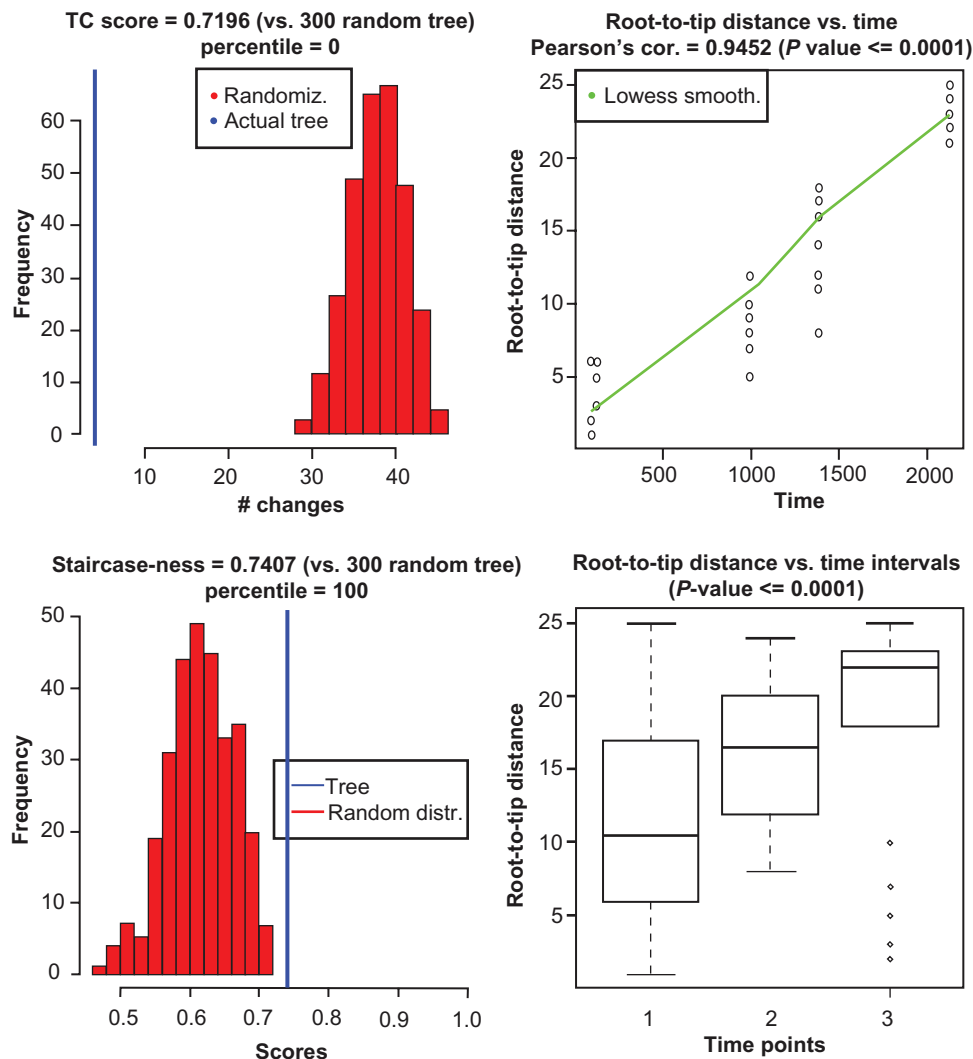 TC score = 0.7196 (vs. 300 random tree)
percentile = 0
Randomiz.
Actual tree
Frequency
60
50
40
30
20
10
0
10
20
30
40
# changes
Root-to-tip distance vs. time
Pearson's cor. = 0.9452 (P value <= 0.0001)
Lowess smooth.
Root-to-tip distance
25
20
15
10
5
500
1000
1500
2000
Time
Staircase-ness = 0.7407 (vs. 300 random tree)
percentile = 100
Tree
Random distr.
Frequency
50
40
30
20
10
0
0.5
0.6
0.7
0.8
0.9
1.0
Scores
Root-to-tip distance vs. time intervals
(P-value <= 0.0001)
Root-to-tip distance
25
20
15
10
5
1
2
3
Time points